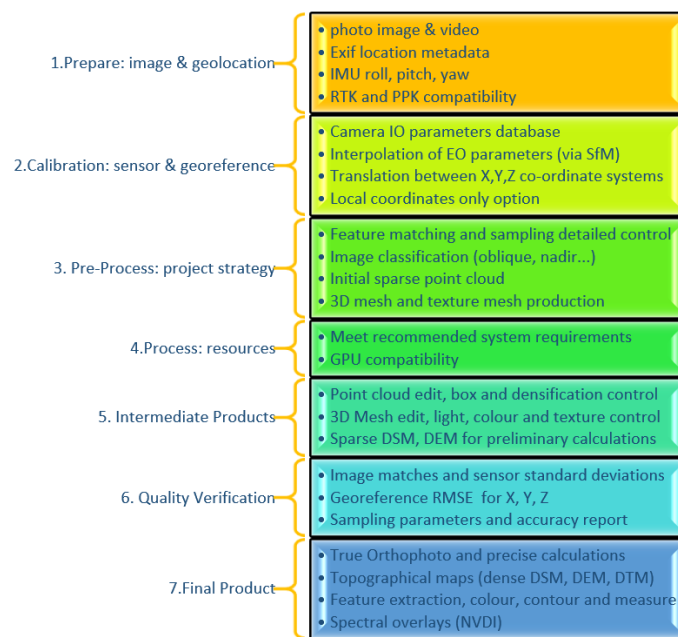 1.Prepare: image & geolocation
• photo image & video
• Exif location metadata
• IMU roll, pitch, yaw
• RTK and PPK compatibility
2.Calibration: sensor & georeference
• Camera IO parameters database
• Interpolation of EO parameters (via SfM)
• Translation between X,Y,Z co-ordinate systems
• Local coordinates only option
3. Pre-Process: project strategy
• Feature matching and sampling detailed control
• Image classification (oblique, nadir...)
• Initial sparse point cloud
• 3D mesh and texture mesh production
4.Process: resources
• Meet recommended system requirements
• GPU compatibility
5. Intermediate Products
• Point cloud edit, box and densification control
• 3D Mesh edit, light, colour and texture control
• Sparse DSM, DEM for preliminary calculations
6. Quality Verification
• Image matches and sensor standard deviations
• Georeference RMSE for X, Y, Z
• Sampling parameters and accuracy report
7.Final Product
• True Orthophoto and precise calculations
• Topographical maps (dense DSM, DEM, DTM)
• Feature extraction, colour, contour and measure
• Spectral overlays (NVDI)